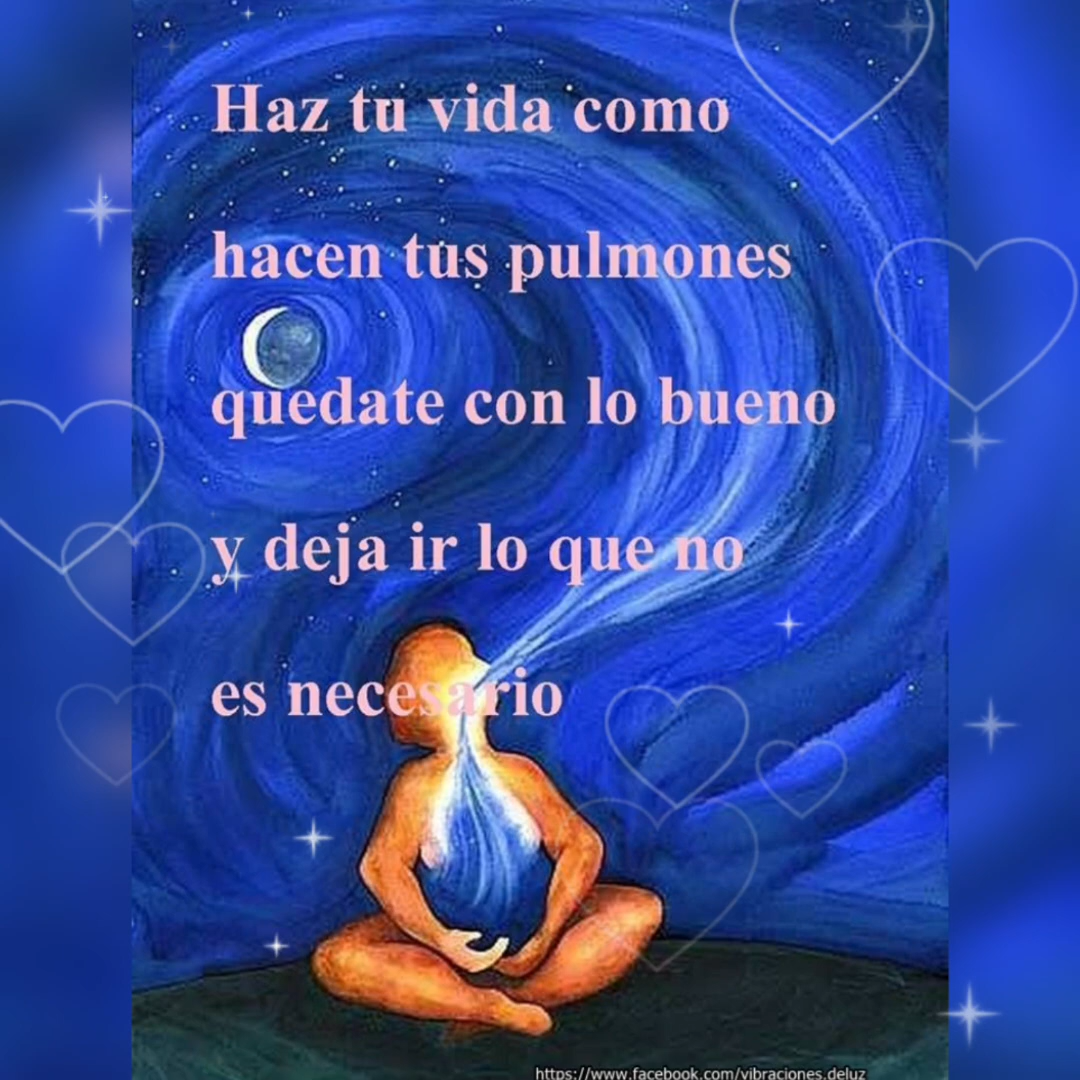 Haz tu vida como
hacen tus pulmones
quedate con lo bueno
y deja ir lo que no
es necesario
https://www.facebook.com/vibraciones.deluz